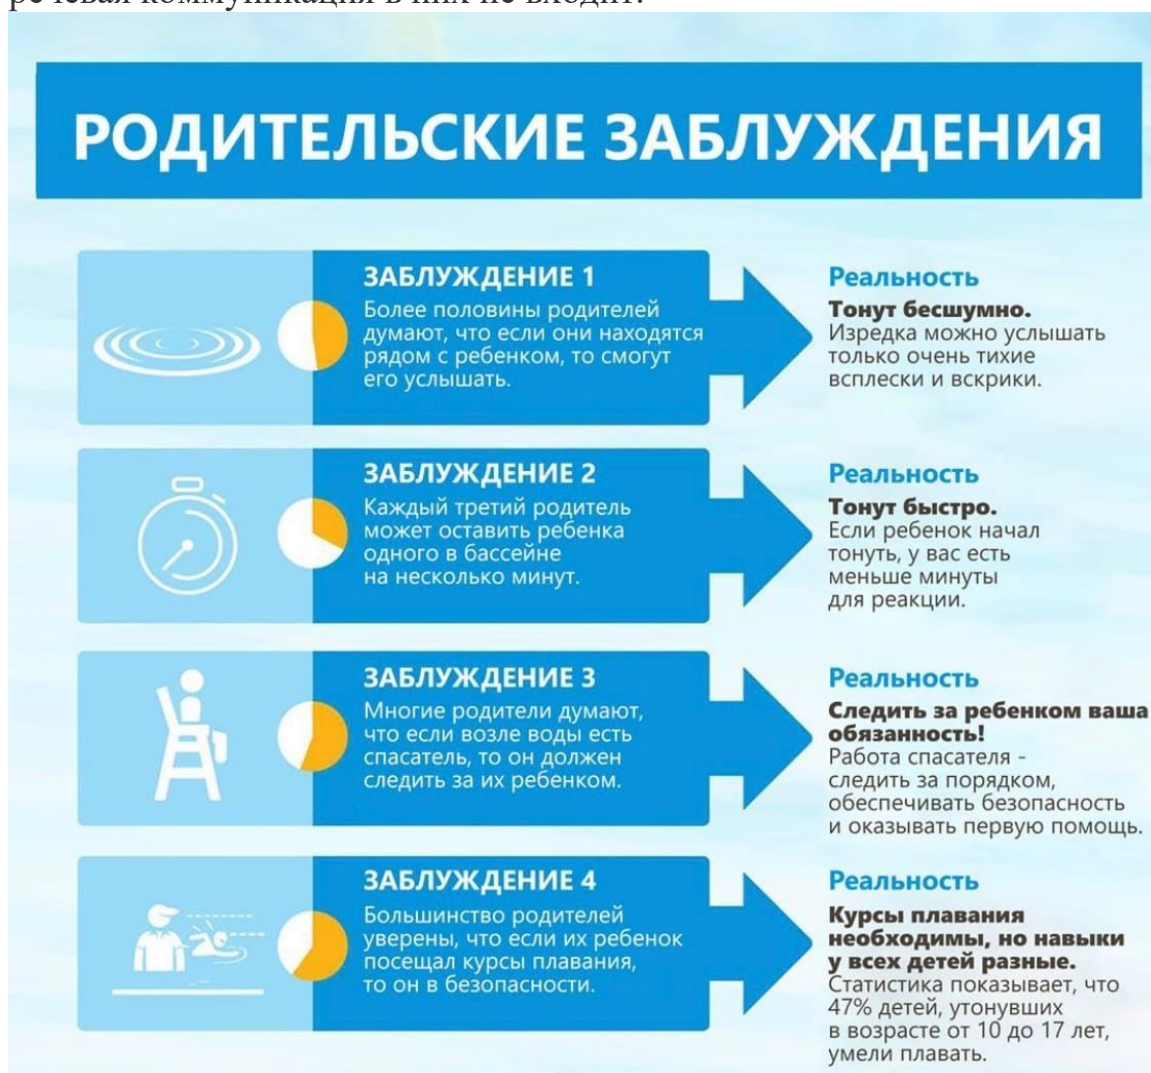 речевая коммуникация в них не входит.
РОДИТЕЛЬСКИЕ ЗАБЛУЖДЕНИЯ
ЗАБЛУЖДЕНИЕ 1
Более половины родителей
думают, что если они находятся
рядом с ребенком, то смогут
его услышать.
Реальность
Тонут бесшумно.
Изредка можно услышать
только очень тихие
всплески и вскрики.
ЗАБЛУЖДЕНИЕ 2
Каждый третий родитель
может оставить ребенка
одного в бассейне
на несколько минут.
Реальность
Тонут быстро.
Если ребенок начал
тонуть, у вас есть
меньше минуты
для реакции.
ЗАБЛУЖДЕНИЕ 3
Многие родители думают,
что если возле воды есть
спасатель, то он должен
следить за их ребенком.
Реальность
Следить за ребенком ваша
обязанность!
Работа спасателя -
следить за порядком,
обеспечивать безопасность
и оказывать первую помощь.
ЗАБЛУЖДЕНИЕ 4
Большинство родителей
уверены, что если их ребенок
посещал курсы плавания,
то он в безопасности.
Реальность
Курсы плавания
необходимы, но навыки
у всех детей разные.
Статистика показывает, что
47% детей, утонувших
в возрасте от 10 до 17 лет,
умели плавать.